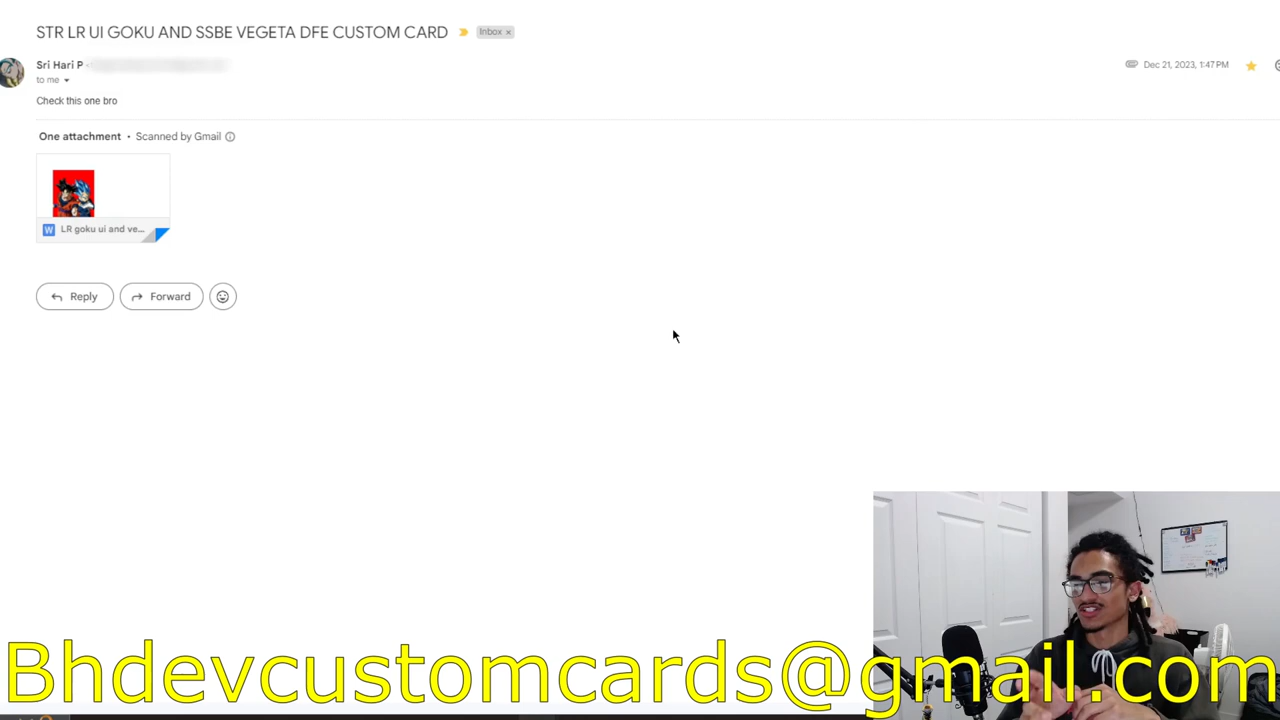 STR LR UI GOKU AND SSBE VEGETA DFE CUSTOM CARD Inbox ×
Sri Hari P
Dec 21, 2023, 1:47 PM
to me
Check this one bro
One attachment • Scanned by Gmail
W LR goku ui and ve...
Reply Forward
Bhdevcustomcards@gmail.com